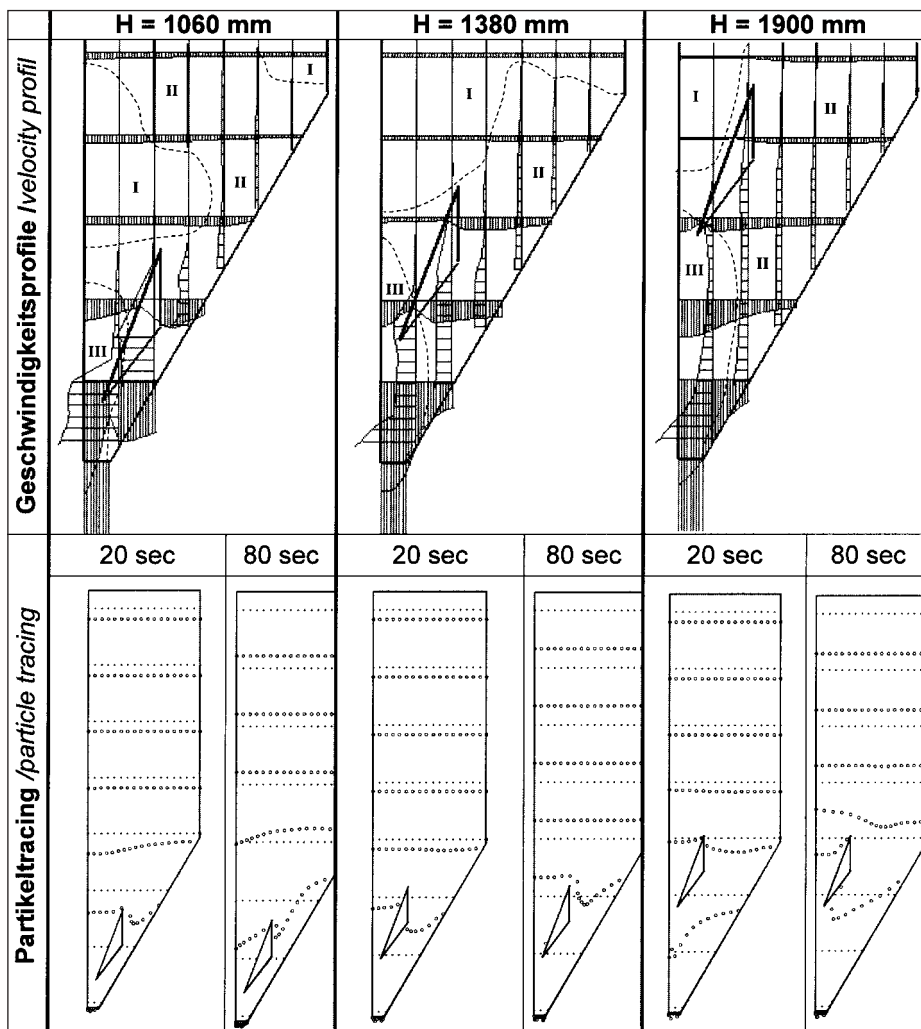 H = 1060 mm
H = 1380 mm
H = 1900 mm
Geschwindigkeitsprofile /velocity profil
I
II
I
II
III
I
II
III
I
II
III
II
20 sec
80 sec
20 sec
80 sec
20 sec
80 sec
Partikeltracing /particle tracing